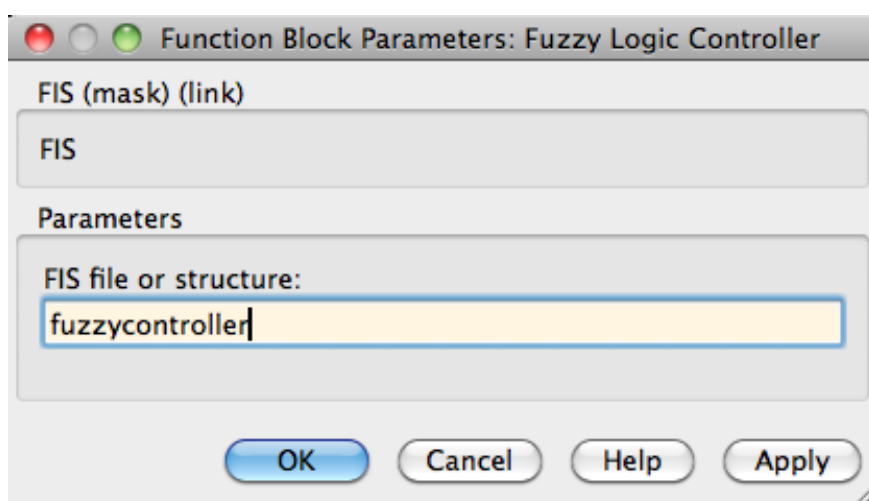 Function Block Parameters: Fuzzy Logic Controller
FIS (mask) (link)
FIS
Parameters
FIS file or structure:
fuzzycontroller
OK Cancel Help Apply